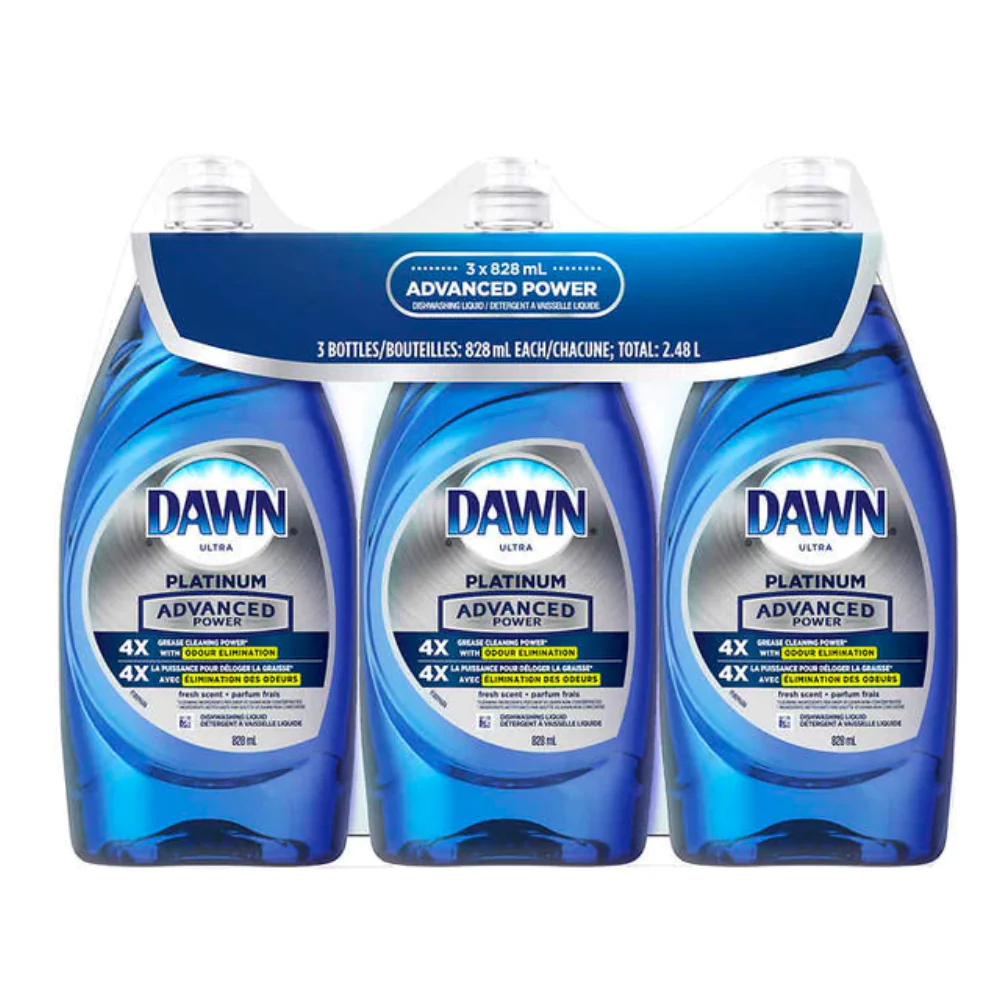 3 x 828 mL
ADVANCED POWER
DISHWASHING LIQUID / DETERGENT À VAISSELLE LIQUIDE
3 BOTTLES/BOUTEILLES: 828 mL EACH/CHACUNE; TOTAL: 2.48 L
DAWN
ULTRA
PLATINUM
ADVANCED
POWER
4X GREASE CLEANING POWER*
WITH ODOUR ELIMINATION
4X LA PUISSANCE POUR DÉLOGER LA GRAISSE*
AVEC ÉLIMINATION DES ODEURS
fresh scent • parfum frais
DISHWASHING LIQUID
DÉTERGENT À VAISSELLE LIQUIDE
828 mL
DAWN
ULTRA
PLATINUM
ADVANCED
POWER
4X GREASE CLEANING POWER*
WITH ODOUR ELIMINATION
4X LA PUISSANCE POUR DÉLOGER LA GRAISSE*
AVEC ÉLIMINATION DES ODEURS
fresh scent • parfum frais
DISHWASHING LIQUID
DÉTERGENT À VAISSELLE LIQUIDE
828 mL
DAWN
ULTRA
PLATINUM
ADVANCED
POWER
4X GREASE CLEANING POWER*
WITH ODOUR ELIMINATION
4X LA PUISSANCE POUR DÉLOGER LA GRAISSE*
AVEC ÉLIMINATION DES ODEURS
fresh scent • parfum frais
DISHWASHING LIQUID
DÉTERGENT À VAISSELLE LIQUIDE
828 mL